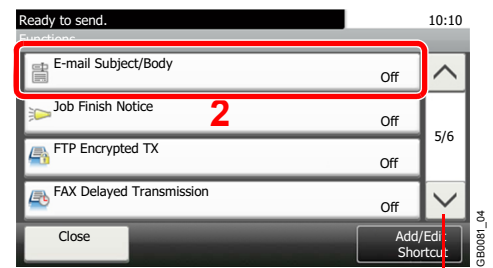 Ready to send.
10:10
Functions
E-mail Subject/Body
Off
Job Finish Notice
Off
2
FTP Encrypted TX
Off
5/6
FAX Delayed Transmission
Off
Close
Add/Edit
Shortcut
GB0081_04